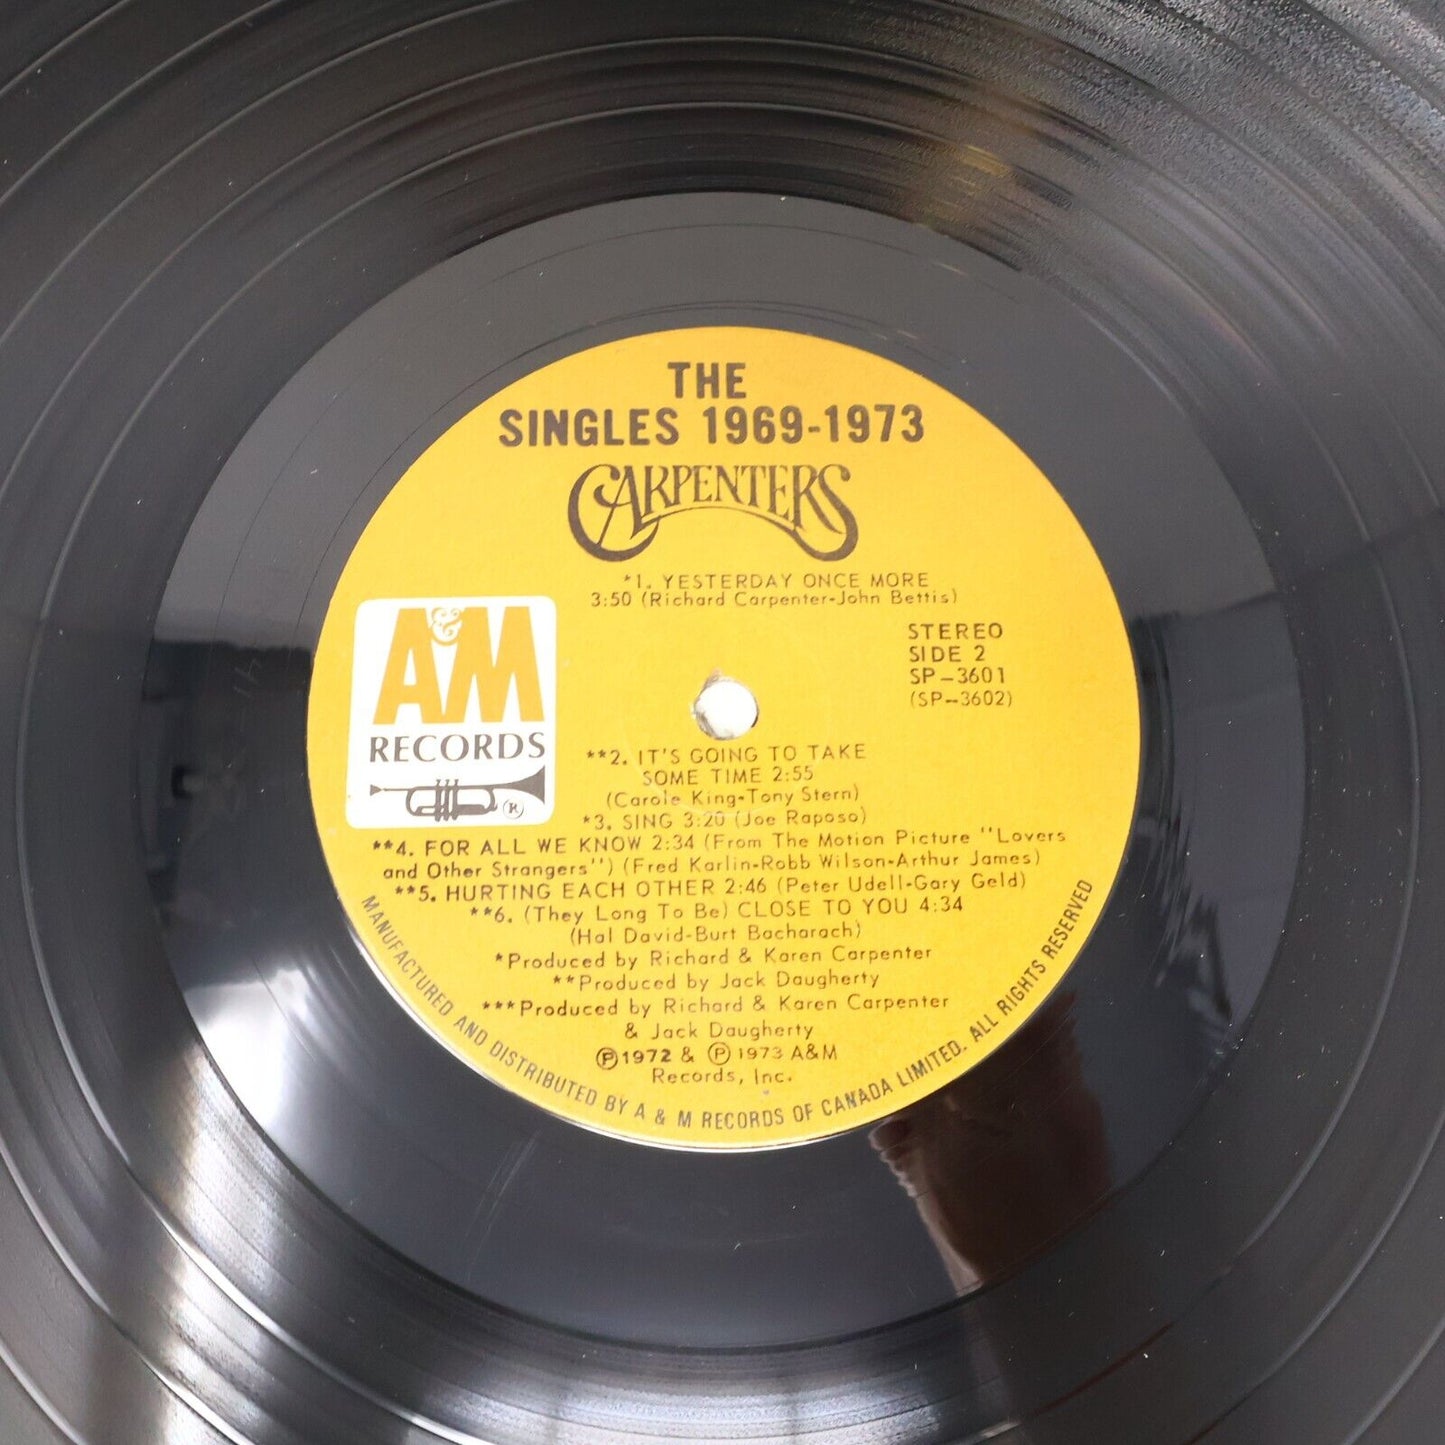 THE
SINGLES 1969-1973
CARPENTERS
*1. YESTERDAY ONCE MORE
3:50 (Richard Carpenter-John Bettis)
A&M
RECORDS
®
STEREO
SIDE 2
SP-3601
(SP-3602)
**2. IT'S GOING TO TAKE
SOME TIME 2:55
(Carole King-Tony Stern)
*3. SING 3:20 (Joe Raposo)
**4. FOR ALL WE KNOW 2:34 (From The Motion Picture "Lovers
and Other Strangers") (Fred Karlin-Robb Wilson-Arthur James)
**5. HURTING EACH OTHER 2:46 (Peter Udell-Gary Geld)
**6. (They Long To Be) CLOSE TO YOU 4:34
(Hal David-Burt Bacharach)
*Produced by Richard & Karen Carpenter
**Produced by Jack Daugherty
***Produced by Richard & Karen Carpenter
& Jack Daugherty
℗1972 & ℗1973 A&M
Records, Inc.
MANUFACTURED AND DISTRIBUTED BY A & M RECORDS OF CANADA LIMITED. ALL RIGHTS RESERVED